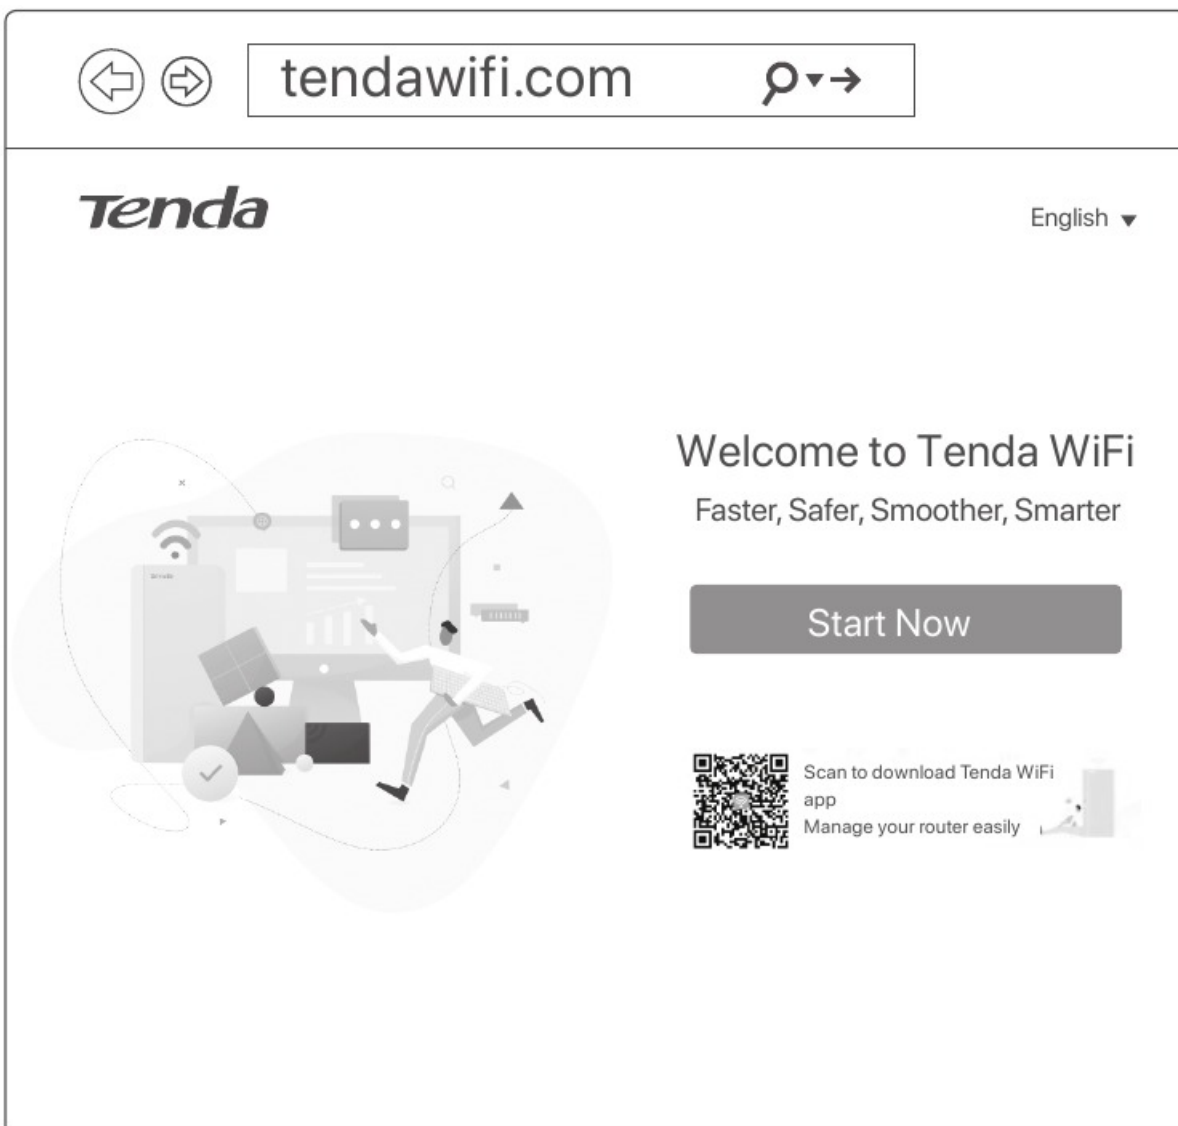 tendawifi.com
Tenda
English
Welcome to Tenda WiFi
Faster, Safer, Smoother, Smarter
Start Now
Scan to download Tenda WiFi
app
Manage your router easily